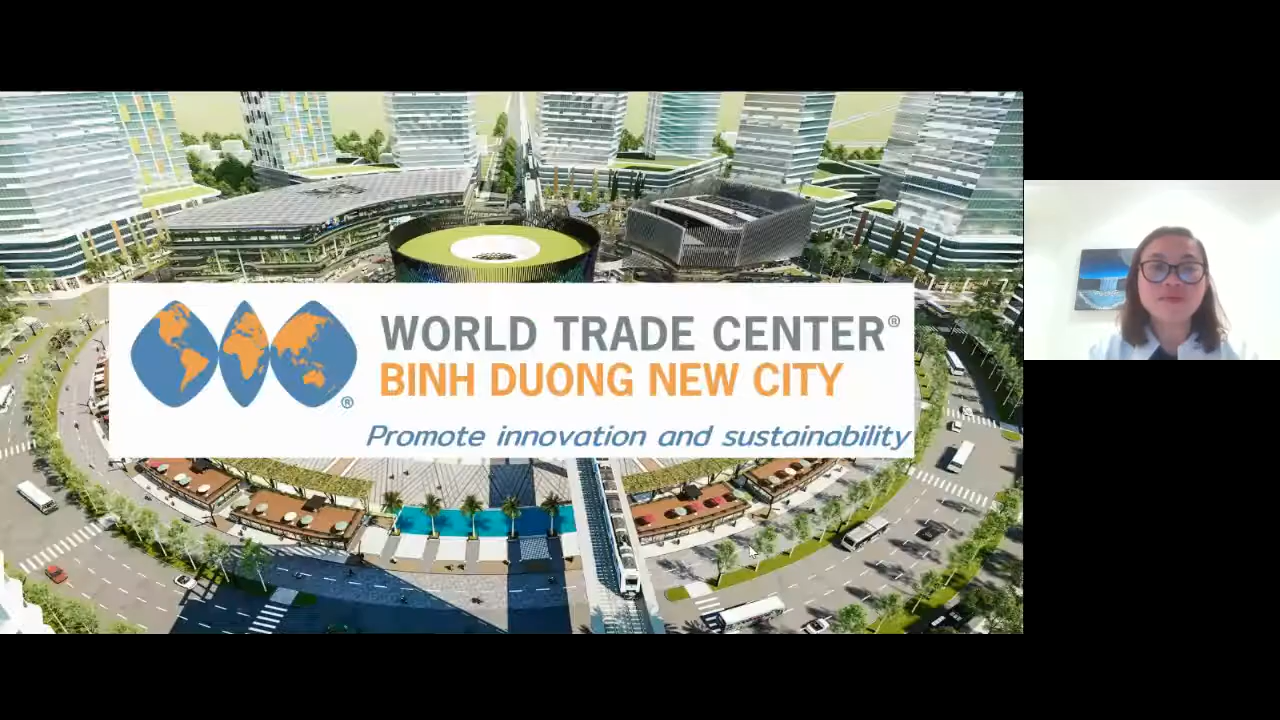 WORLD TRADE CENTER®
BINH DUONG NEW CITY
®
Promote innovation and sustainability